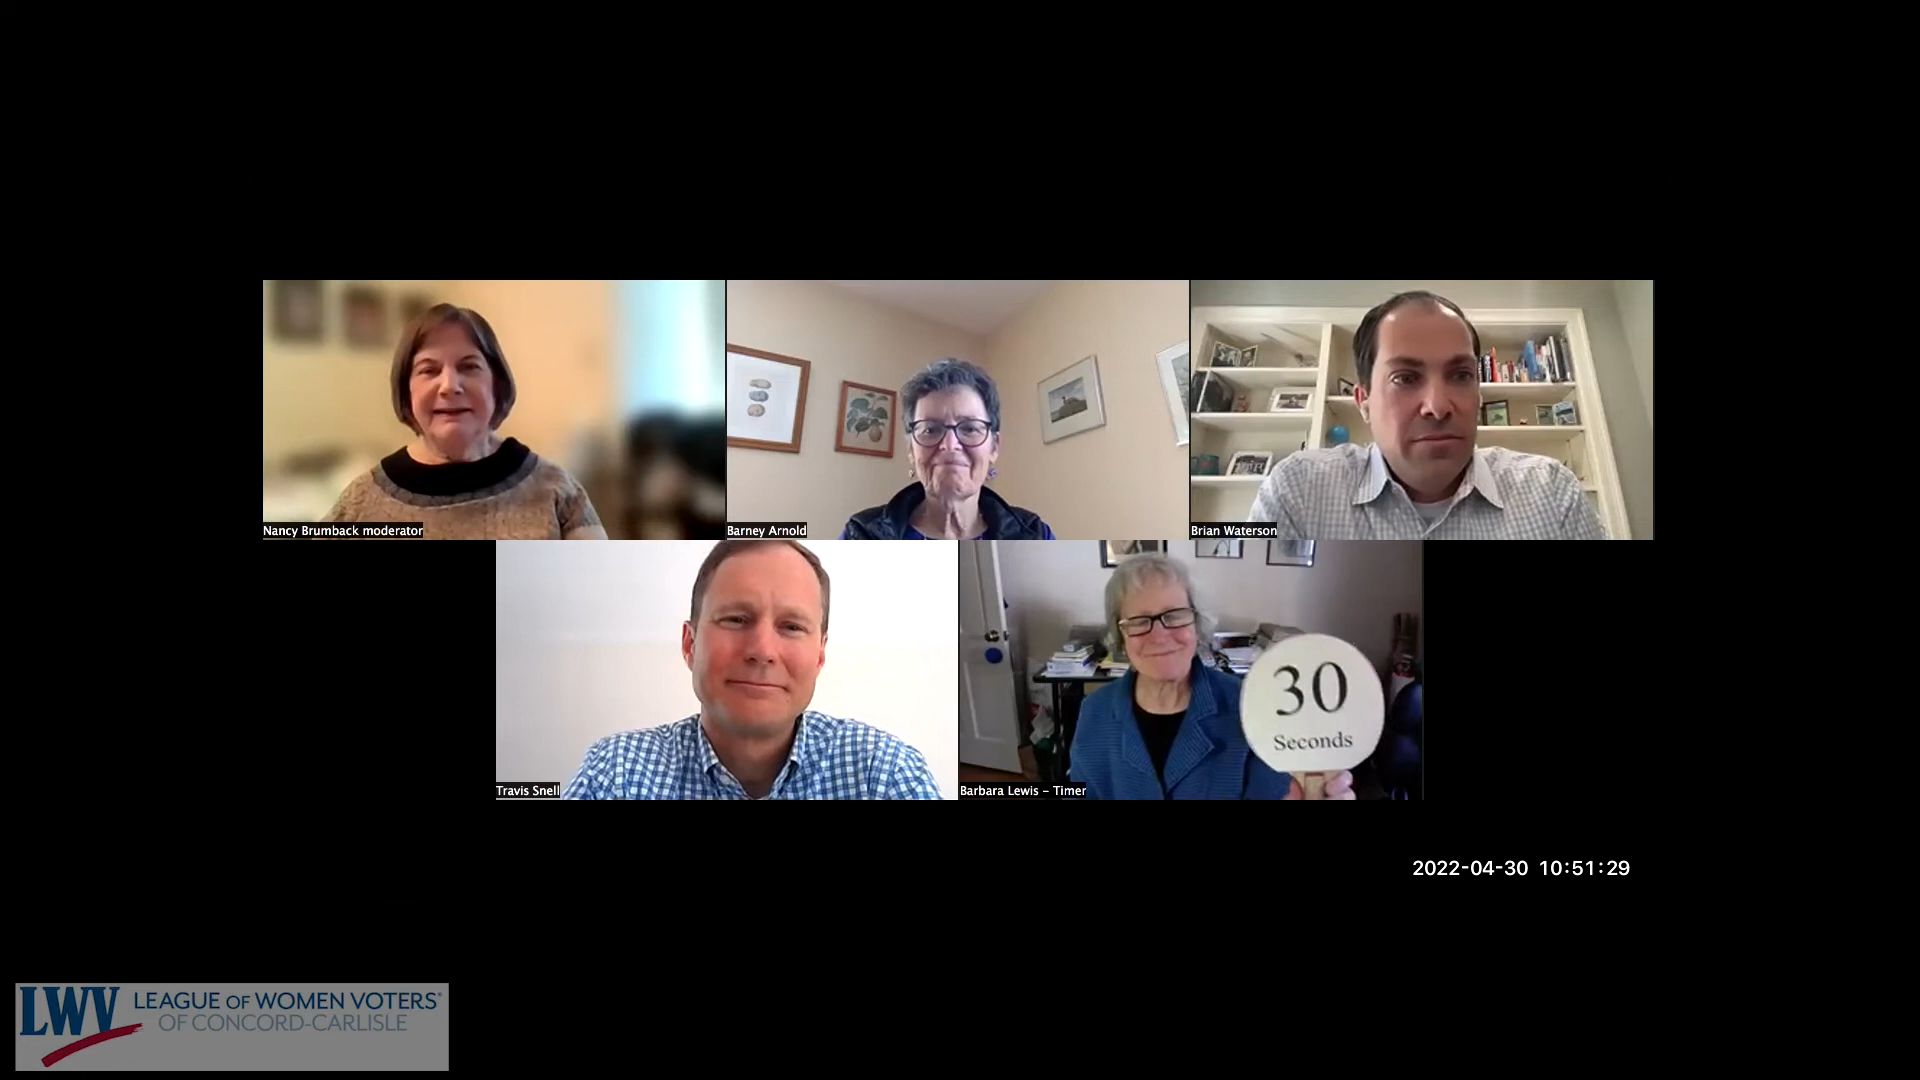 Nancy Brumback moderator
Barney Arnold
Brian Waterson
30
Seconds
Travis Snell
Barbara Lewis - Timer
2022-04-30 10:51:29
LWV LEAGUE OF WOMEN VOTERS®
OF CONCORD-CARLISLE